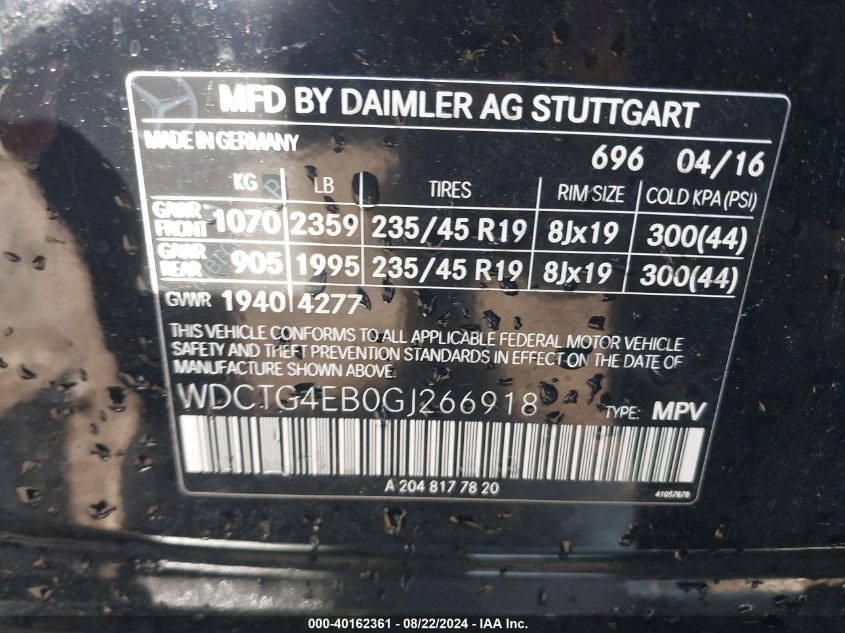 MFD BY DAIMLER AG STUTTGART
MADE IN GERMANY
696 04/16
KG LB TIRES RIM SIZE COLD KPA (PSI)
GAWR FRONT 1070 2359 235/45 R19 8Jx19 300(44)
GAWR REAR 905 1995 235/45 R19 8Jx19 300(44)
GVWR 1940 4277
THIS VEHICLE CONFORMS TO ALL APPLICABLE FEDERAL MOTOR VEHICLE
SAFETY AND THEFT PREVENTION STANDARDS IN EFFECT ON THE DATE OF
MANUFACTURE SHOWN ABOVE.
WDCTG4EB0GJ266918 TYPE: MPV
A 204 817 78 20
41057878
000-40162361 - 08/22/2024 - IAA Inc.